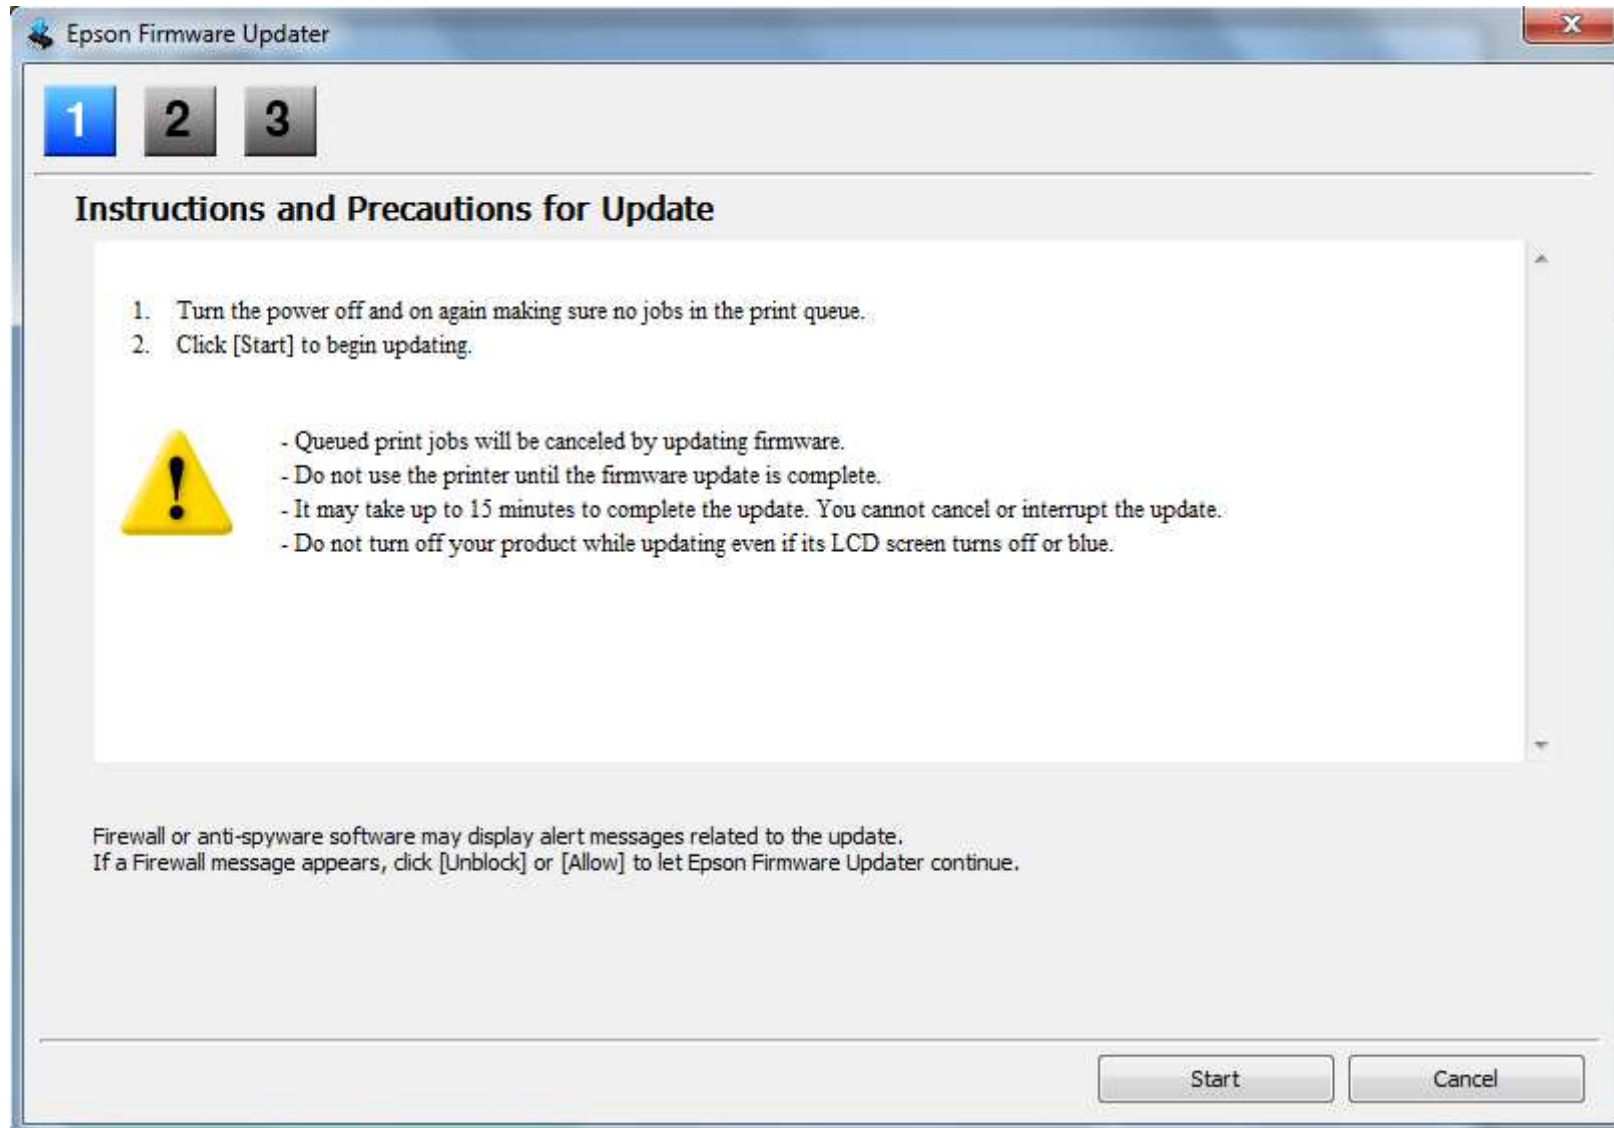 Epson Firmware Updater
1 2 3
Instructions and Precautions for Update
1. Turn the power off and on again making sure no jobs in the print queue.
2. Click [Start] to begin updating.
- Queued print jobs will be canceled by updating firmware.
- Do not use the printer until the firmware update is complete.
- It may take up to 15 minutes to complete the update. You cannot cancel or interrupt the update.
- Do not turn off your product while updating even if its LCD screen turns off or blue.
Firewall or anti-spyware software may display alert messages related to the update.
If a Firewall message appears, click [Unblock] or [Allow] to let Epson Firmware Updater continue.
Start Cancel